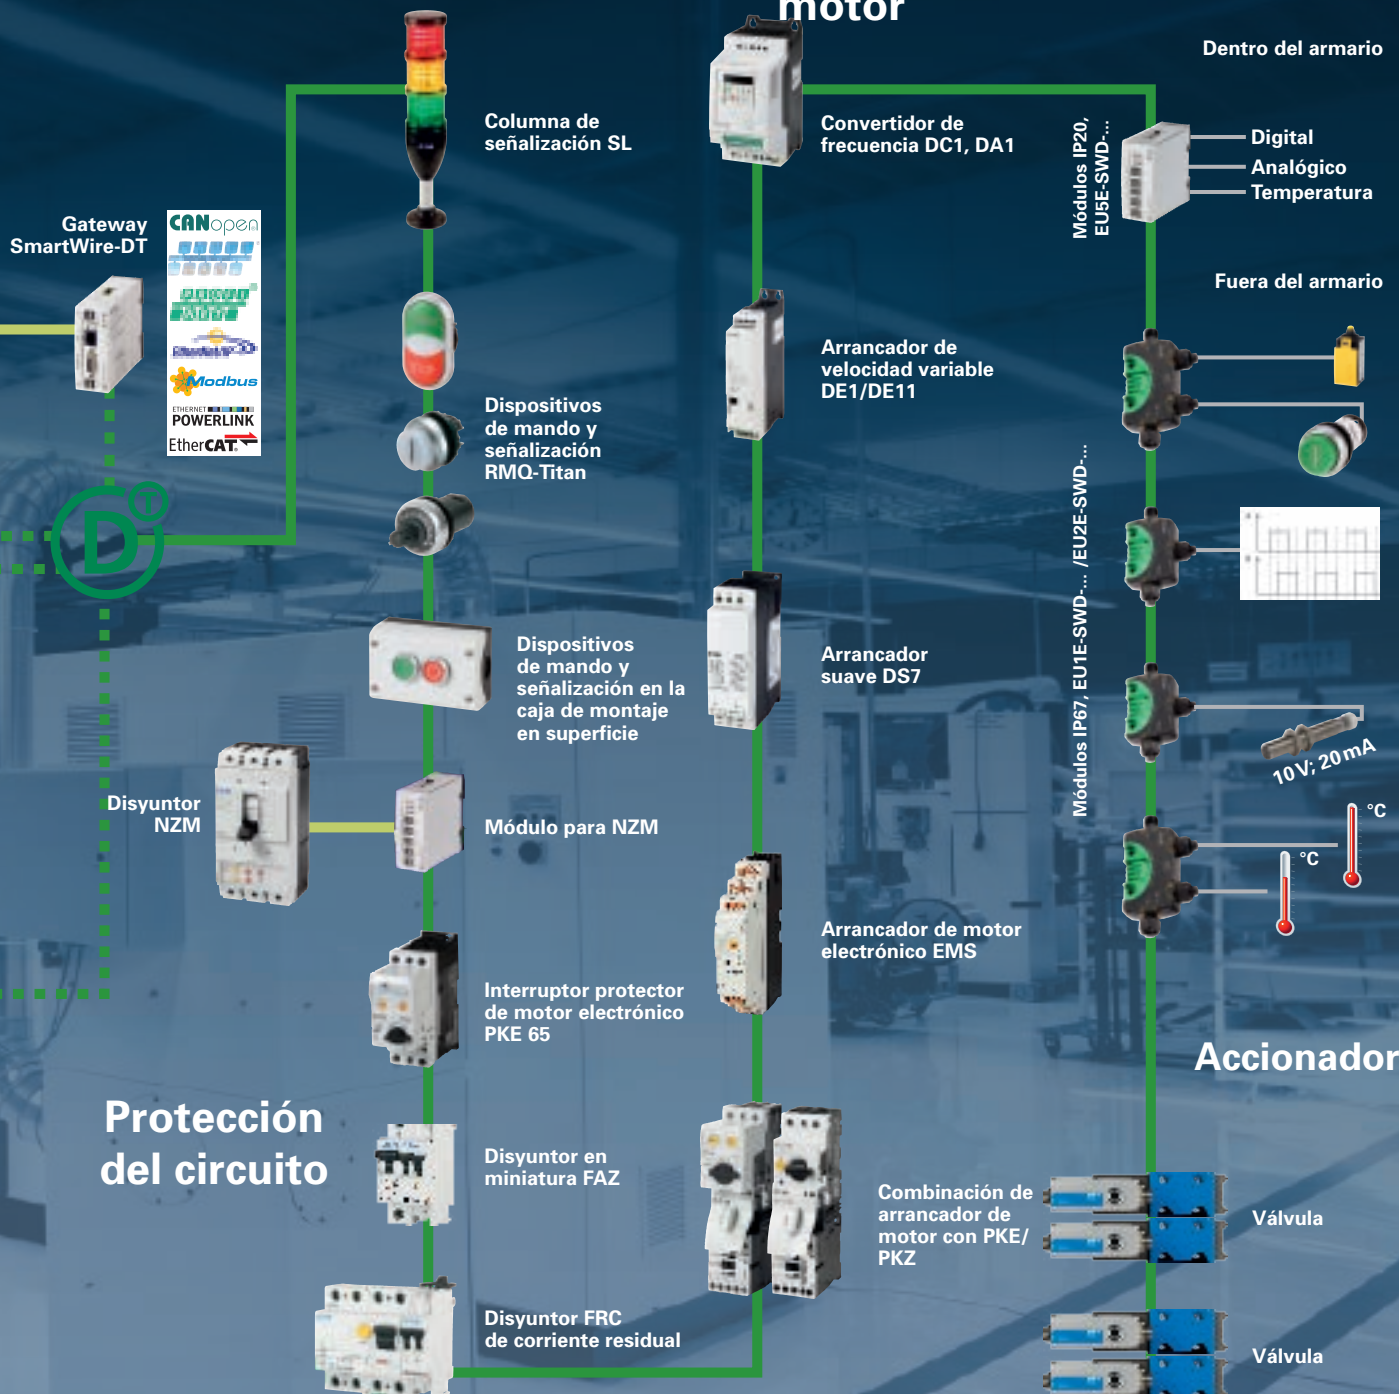 motor
Dentro del armario
Columna de
señalización SL
Convertidor de
frecuencia DC1, DA1
Módulos IP20,
EU5E-SWD-...
Digital
Analógico
Temperatura
Gateway
SmartWire-DT
CANopen
EtherNet/IP
Modbus
ETHERNET
POWERLINK
EtherCAT
Fuera del armario
Arrancador de
velocidad variable
DE1/DE11
Dispositivos
de mando y
señalización
RMQ-Titan
D T
Módulos IP67, EU1E-SWD-... /EU2E-SWD-...
Dispositivos
de mando y
señalización en la
caja de montaje
en superficie
Arrancador
suave DS7
10 V; 20 mA
Disyuntor
NZM
Módulo para NZM
°C
°C
Arrancador de motor
electrónico EMS
Interruptor protector
de motor electrónico
PKE 65
Accionador
Protección
del circuito
Disyuntor en
miniatura FAZ
Combinación de
arrancador de
motor con PKE/
PKZ
Válvula
Disyuntor FRC
de corriente residual
Válvula